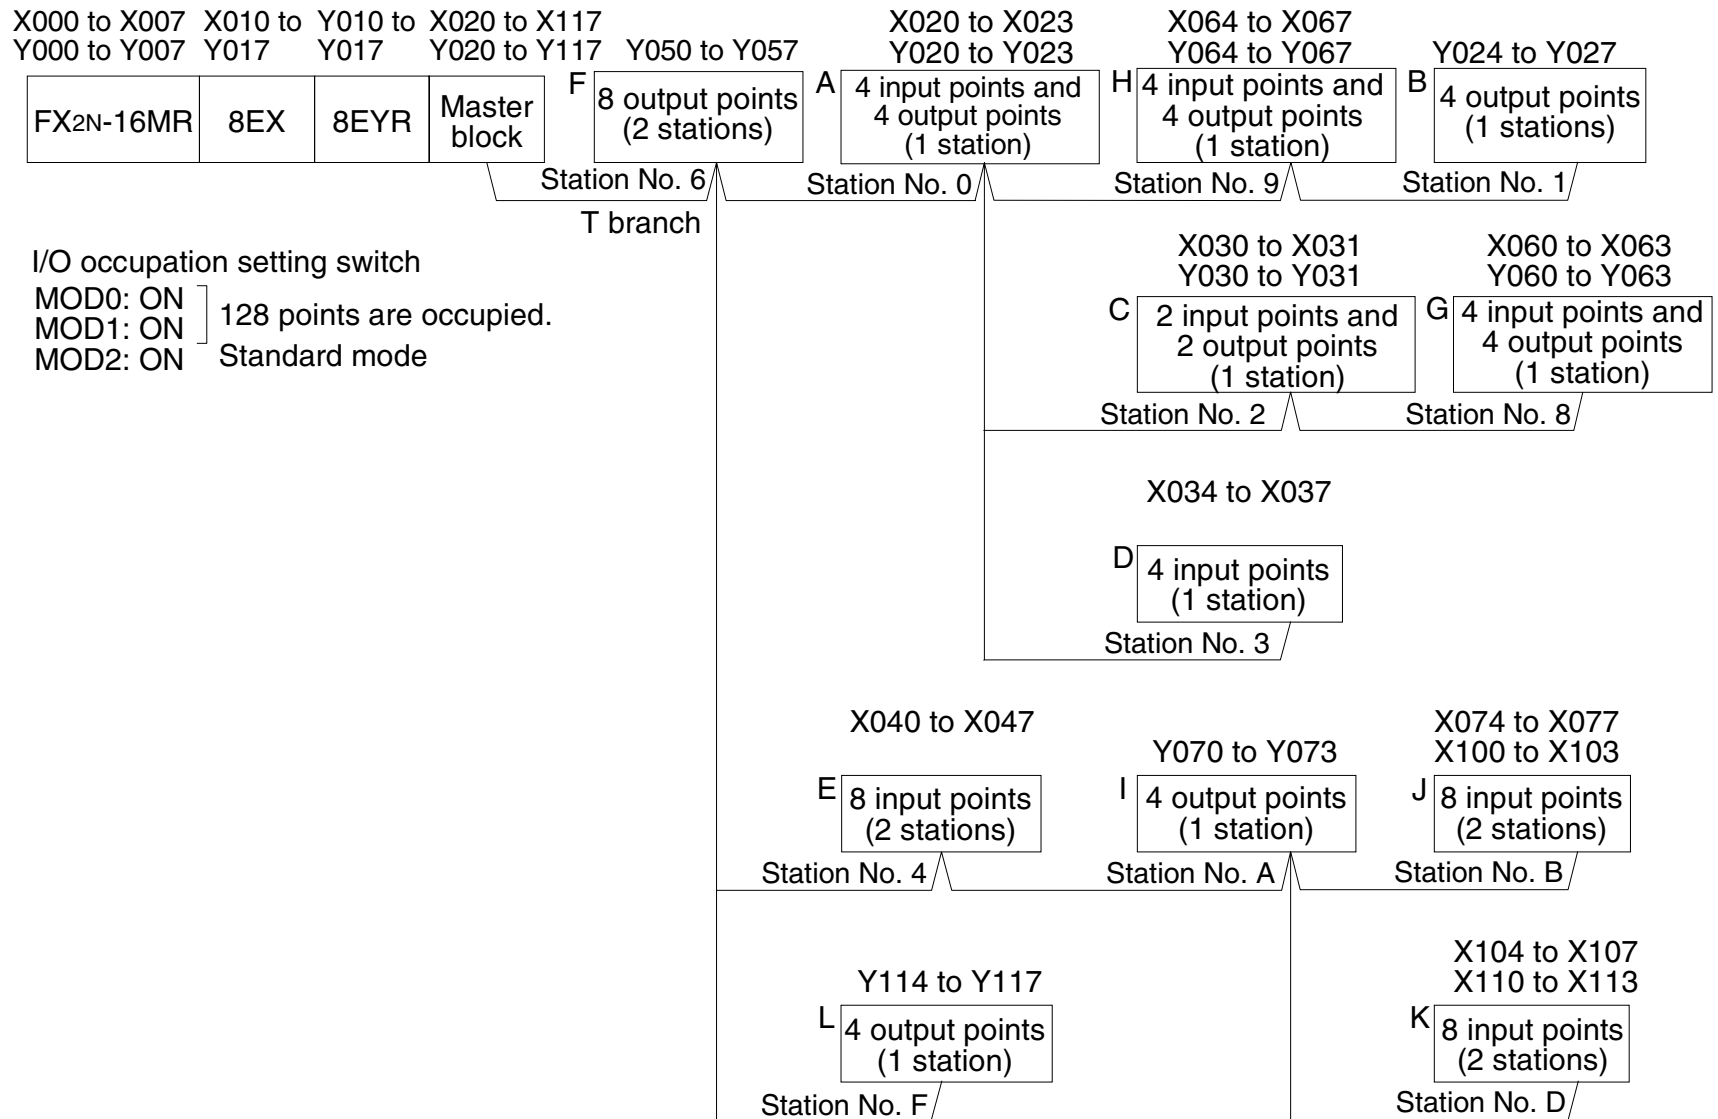 X000 to X007 X010 to Y010 to X020 to X117
Y000 to Y007 Y017 Y017 Y020 to Y117
FX2N-16MR
8EX
8EYR
Master
block
Y050 to Y057
F
8 output points
(2 stations)
Station No. 6
T branch
X020 to X023
Y020 to Y023
A
4 input points and
4 output points
(1 station)
Station No. 0
X064 to X067
Y064 to Y067
H
4 input points and
4 output points
(1 station)
Station No. 9
Y024 to Y027
B
4 output points
(1 stations)
Station No. 1
I/O occupation setting switch
MOD0: ON
MOD1: ON
128 points are occupied.
MOD2: ON Standard mode
X030 to X031
Y030 to Y031
C
2 input points and
2 output points
(1 station)
Station No. 2
X060 to X063
Y060 to Y063
G
4 input points and
4 output points
(1 station)
Station No. 8
X034 to X037
D
4 input points
(1 station)
Station No. 3
X040 to X047
E
8 input points
(2 stations)
Station No. 4
Y070 to Y073
I
4 output points
(1 station)
Station No. A
X074 to X077
X100 to X103
J
8 input points
(2 stations)
Station No. B
Y114 to Y117
L
4 output points
(1 station)
Station No. F
X104 to X107
X110 to X113
K
8 input points
(2 stations)
Station No. D